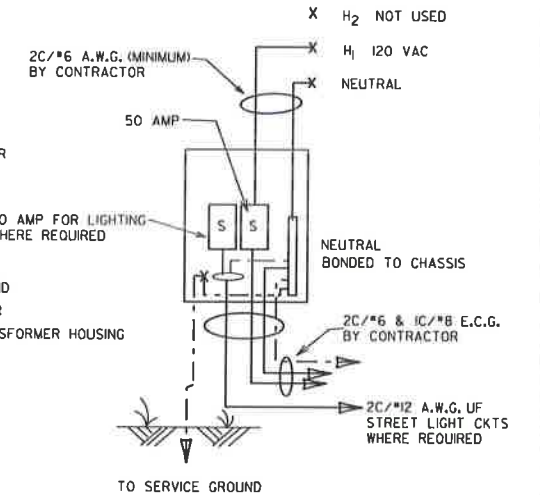 X H2 NOT USED
2C/#6 A.W.G. (MINIMUM)
BY CONTRACTOR
X H1 120 VAC
X NEUTRAL
50 AMP
R
0 AMP FOR LIGHTING
HERE REQUIRED
S S
NEUTRAL
BONDED TO CHASSIS
X
ND
R
SFORMER HOUSING
2C/#6 & 1C/#8 E.C.G.
BY CONTRACTOR
2C/#12 A.W.G. UF
STREET LIGHT CKTS
WHERE REQUIRED
TO SERVICE GROUND